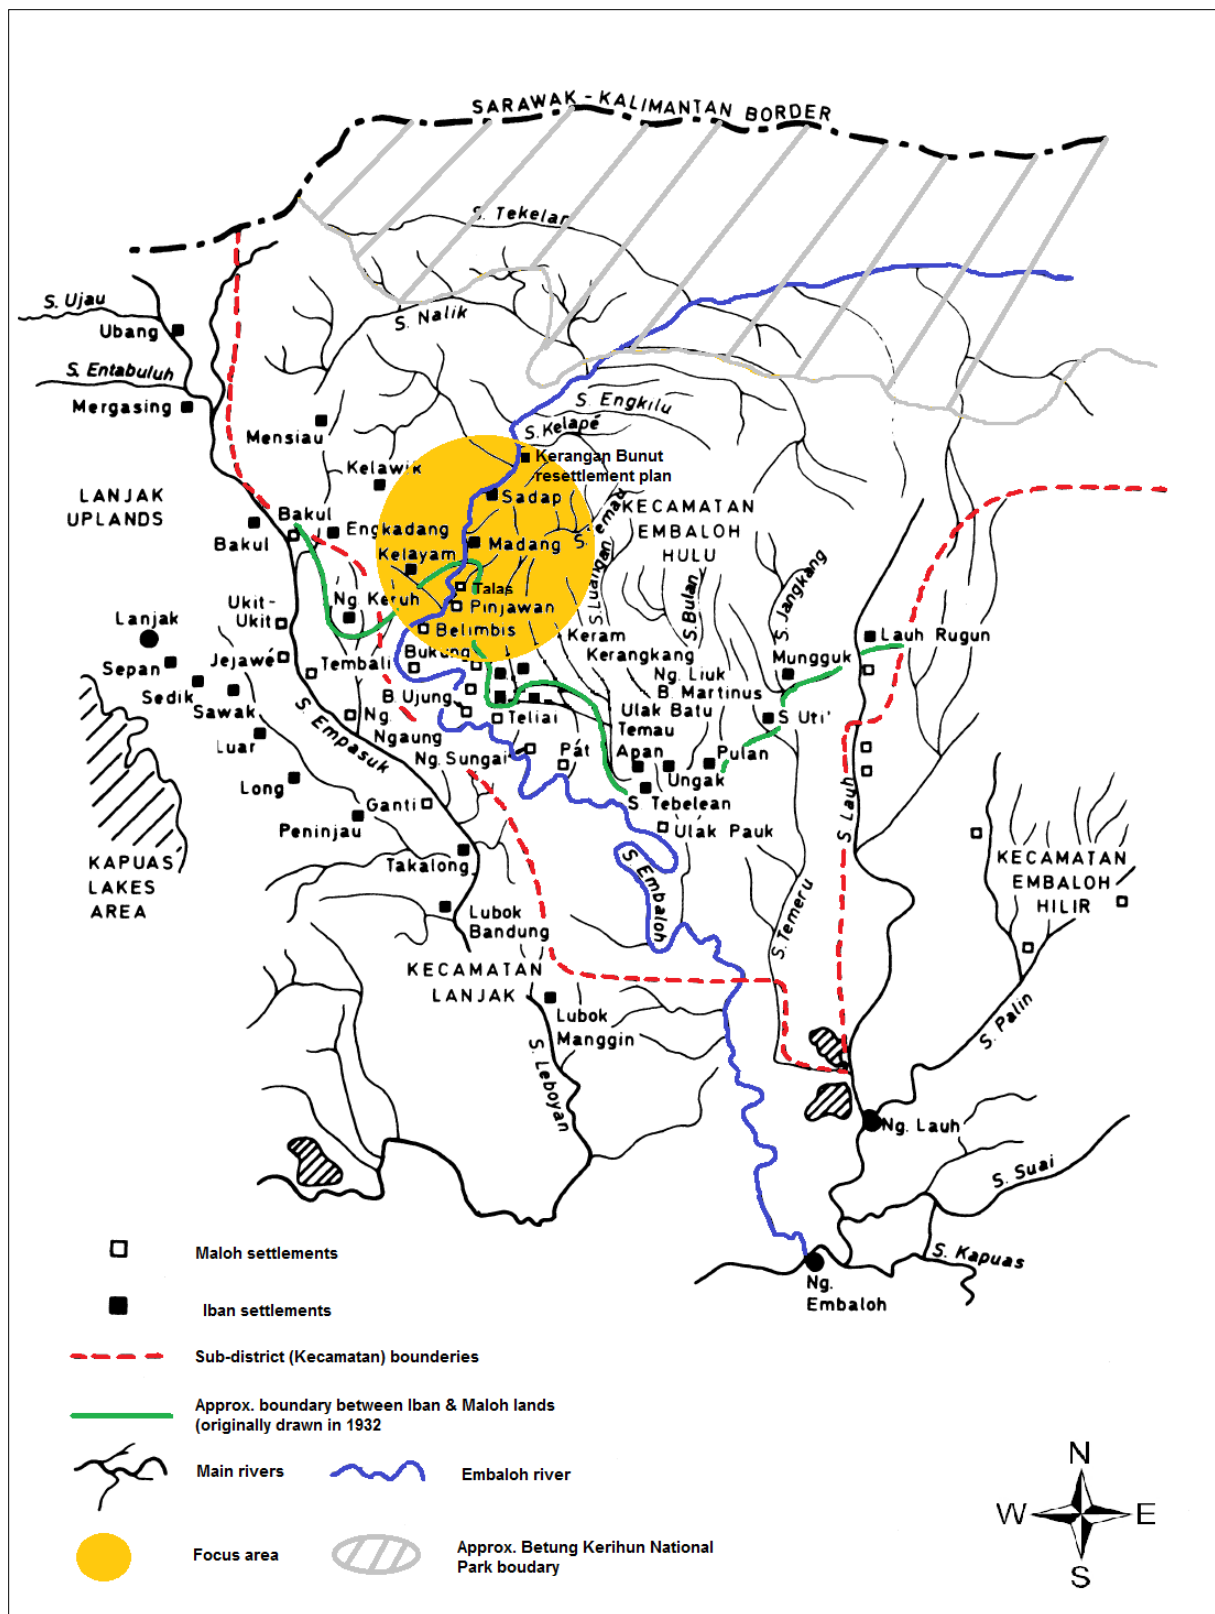 SARAWAK - KALIMANTAN BORDER
S. Tekelar
S. Ujau
Ubang
S. Nalik
S. Entabuluh
Mergasing
S. Engkilu
Mensiau
S. Kelapé
Kerangan Bunut
resettlement plan
Kelawik
LANJAK
UPLANDS
Sadap
KECAMATAN
EMBALOH
HULU
Bakul
Bakul
Engkadang
Madang
Kelayam
S. Luangan
S. Bulan
S. Jangkang
Talas
Ukit-
Ukit
Ng. Keruh
Pinjawan
Lanjak
Belimbis
Keram
Kerangkang
Lauh Rugun
Sepan
Jejawé
Tembali
Bukung
Mungguk
Ng. Liuk
B. Martinus
Sedik
Sawak
B. Ujung
Teliai
Ulak Batu
S Uti'
S. Empasuk
Ng.
Ngaung
Temau
Luar
Ng. Sungai
Pát
Apan
Pulan
Ungak
Long
Ganti
S Tebelean
S Lauh
Peninjau
Ulak Pauk
KAPUAS
LAKES
AREA
Takalong
S. Embaloh
KECAMATAN
EMBALOH
HILIR
Lubok
Bandung
S. Temeru
KECAMATAN
LANJAK
Lubok
Manggin
S. Palin
S. Leboyan
Ng. Lauh
S. Suai
S. Kapuas
Ng.
Embaloh
Maloh settlements
Iban settlements
Sub-district (Kecamatan) bounderies
Approx. boundary between Iban & Maloh lands
(originally drawn in 1932
Main rivers
Embaloh river
Focus area
Approx. Betung Kerihun National
Park boudary
N
W
E
S